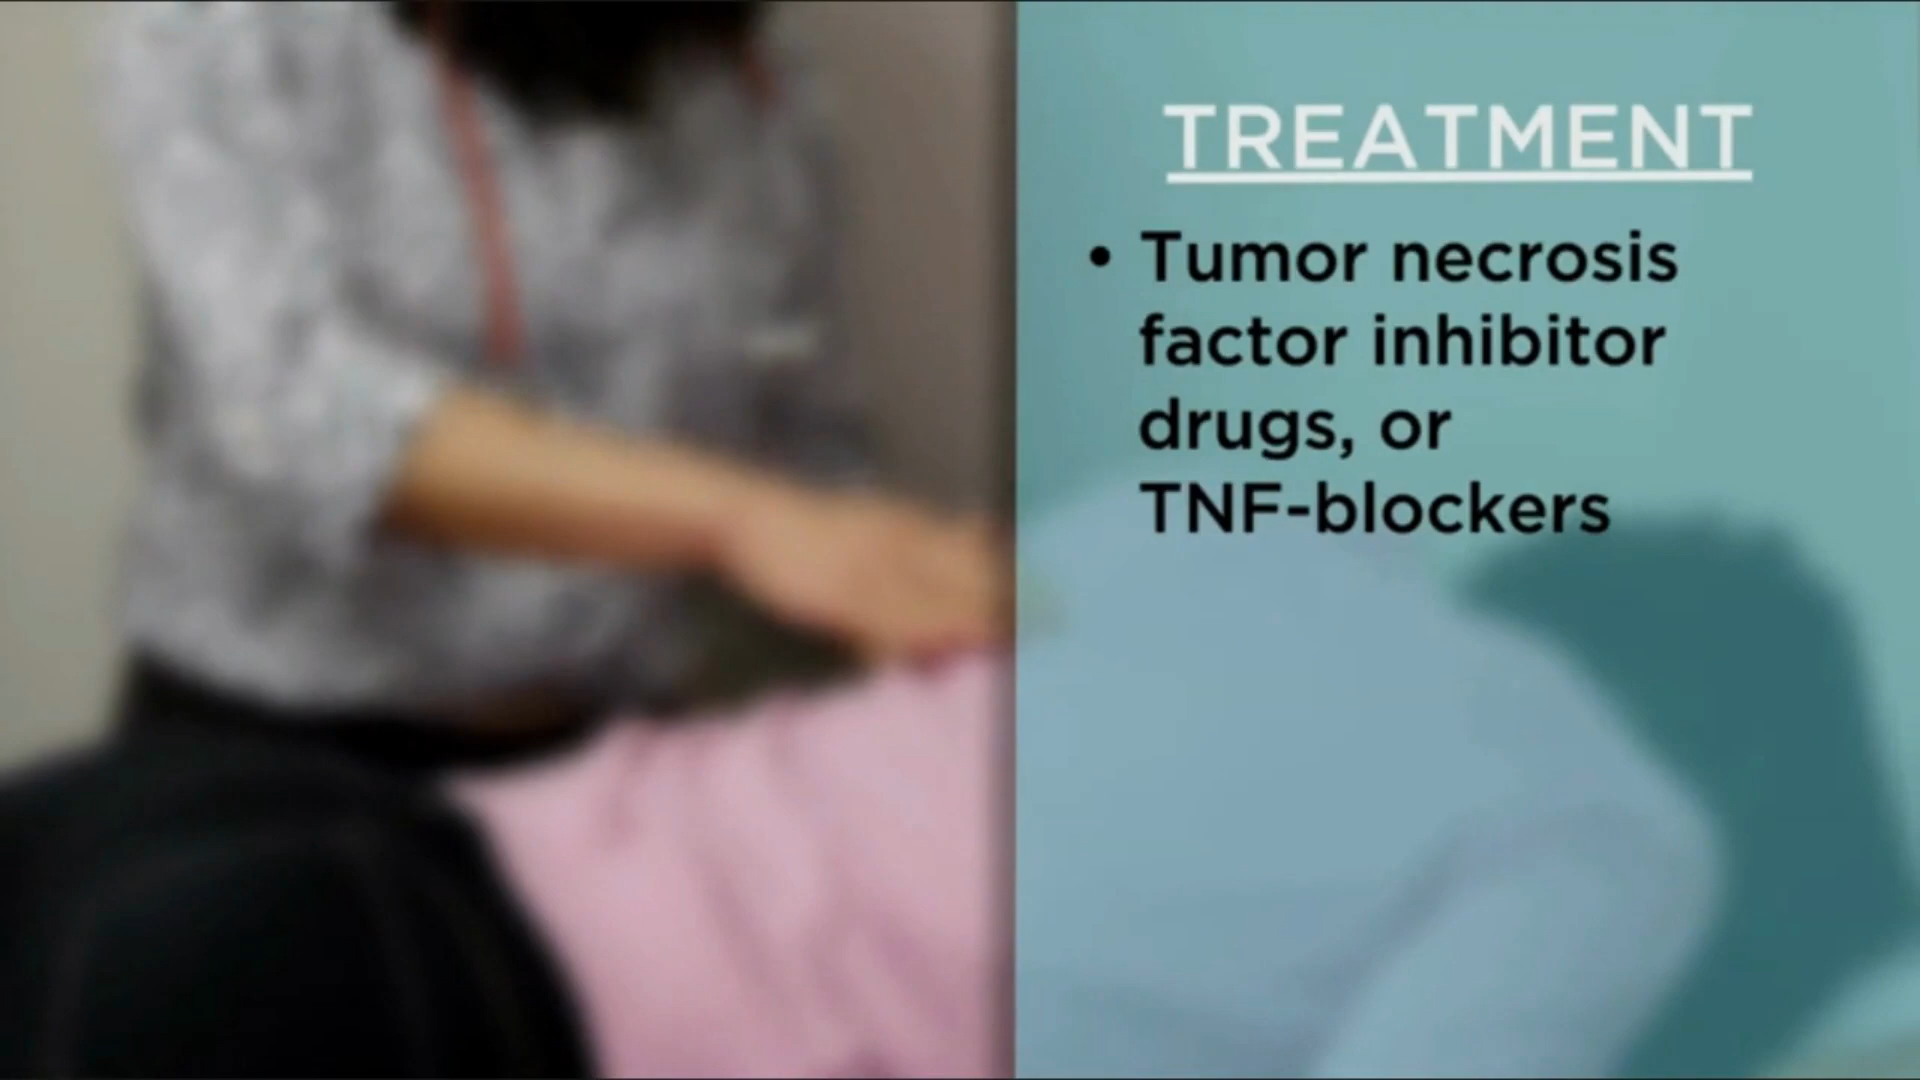 TREATMENT
• Tumor necrosis
factor inhibitor
drugs, or
TNF-blockers